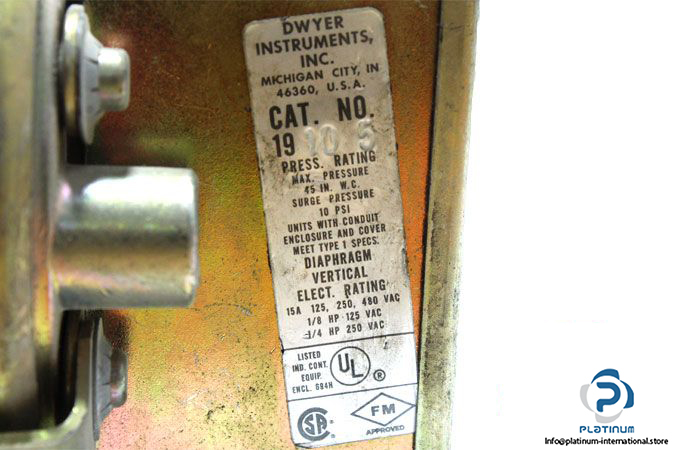 DWYER
INSTRUMENTS,
INC.
MICHIGAN CITY, IN
46360, U.S.A.
CAT. NO.
19 10 5
PRESS. RATING
MAX. PRESSURE
45 IN. W.C.
SURGE PRESSURE
10 PSI
UNITS WITH CONDUIT
ENCLOSURE AND COVER
MEET TYPE 1 SPECS.
DIAPHRAGM
VERTICAL
ELECT. RATING
15A 125, 250, 480 VAC
1/8 HP 125 VAC
1/4 HP 250 VAC
LISTED
IND. CONT.
EQUIP.
ENCL. 684H
UL ®
SA
FM
APPROVED
PLATINUM
Info@platinum-international.store